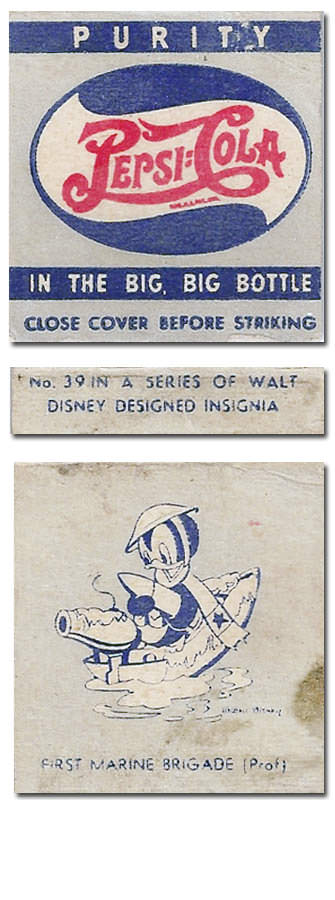 PURITY
PEPSI=COLA
IN THE BIG, BIG BOTTLE
CLOSE COVER BEFORE STRIKING
No. 39 IN A SERIES OF WALT
DISNEY DESIGNED INSIGNIA
FIRST MARINE BRIGADE (Prof)